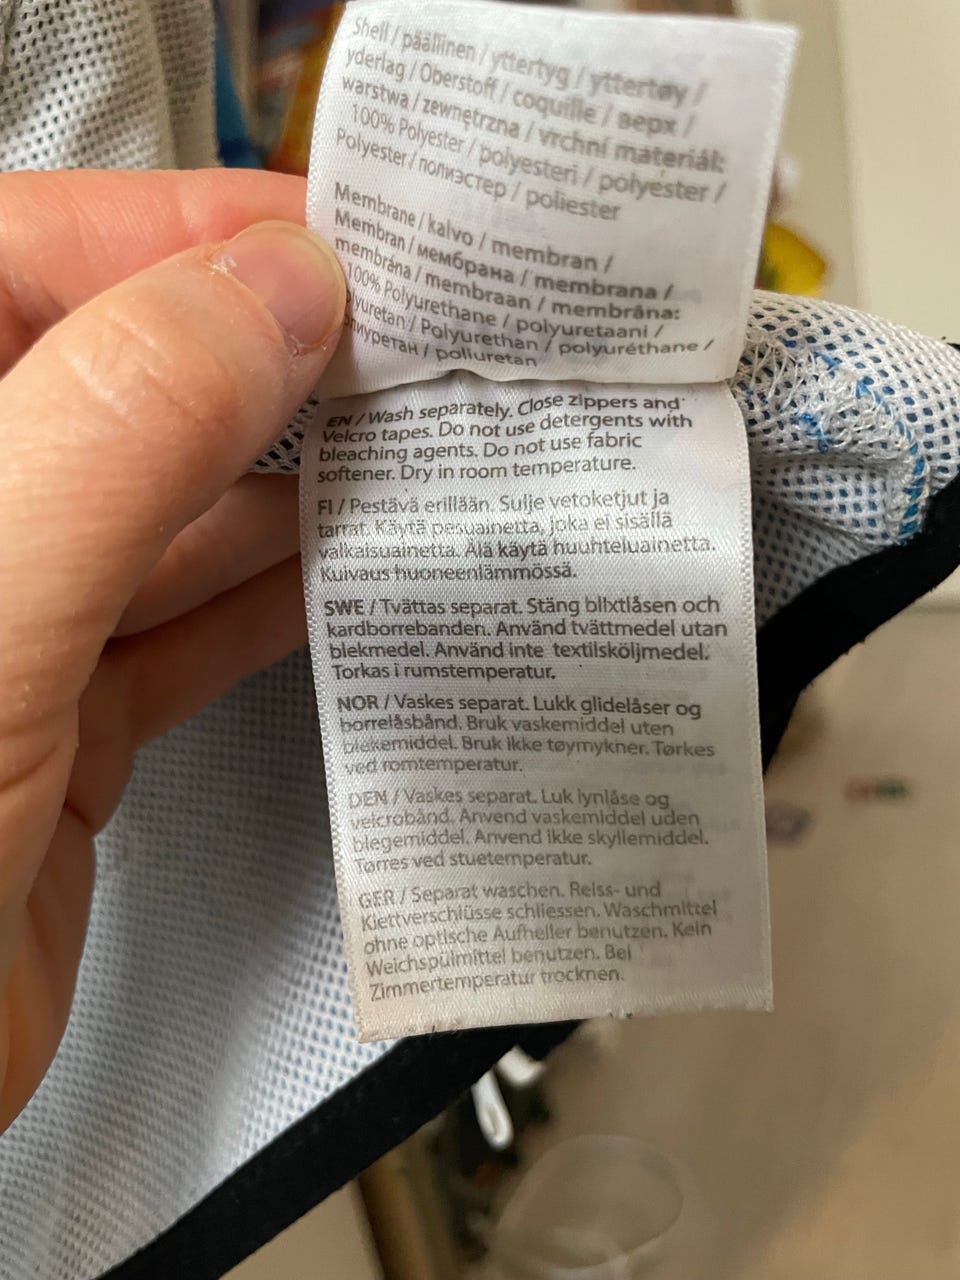 Shell / päällinen / yttertyg / yttertøy /
yderlag / Oberstoff / coquille / верх /
warstwa / zewnętrzna / vrchní materiál:
100% Polyester / polyesteri / polyester /
Polyester / полиэстер / poliester
Membrane / kalvo / membran /
Membran / мембрана / membrana /
membrána / membraan / membrâna:
100% Polyurethane / polyuretaani /
/ Polyurethan / polyuréthane /
/ poliuretan
EN / Wash separately. Close zippers and
Velcro tapes. Do not use detergents with
bleaching agents. Do not use fabric
softener. Dry in room temperature.
FI / Pestävä erillään. Sulje vetoketjut ja
tarrat. Käytä pesuainetta, joka ei sisällä
valkaisuainetta. Älä käytä huuhteluainetta.
Kuivaus huoneenlämmössä.
SWE / Tvättas separat. Stäng blixtlåsen och
kardborrebanden. Använd tvättmedel utan
blekmedel. Använd inte textilsköljmedel.
Torkas i rumstemperatur.
NOR / Vaskes separat. Lukk glidelåser og
borrelåsbånd. Bruk vaskemiddel uten
blekemiddel. Bruk ikke tøymykner. Tørkes
ved romtemperatur.
DEN / Vaskes separat. Luk lynlåse og
velcrobånd. Anvend vaskemiddel uden
blegemiddel. Anvend ikke skyllemiddel.
Tørres ved stuetemperatur.
GER / Separat waschen. Reiss- und
Klettverschlüsse schliessen. Waschmittel
ohne optische Aufheller benutzen. Kein
Weichspülmittel benutzen. Bei
Zimmertemperatur trocknen.